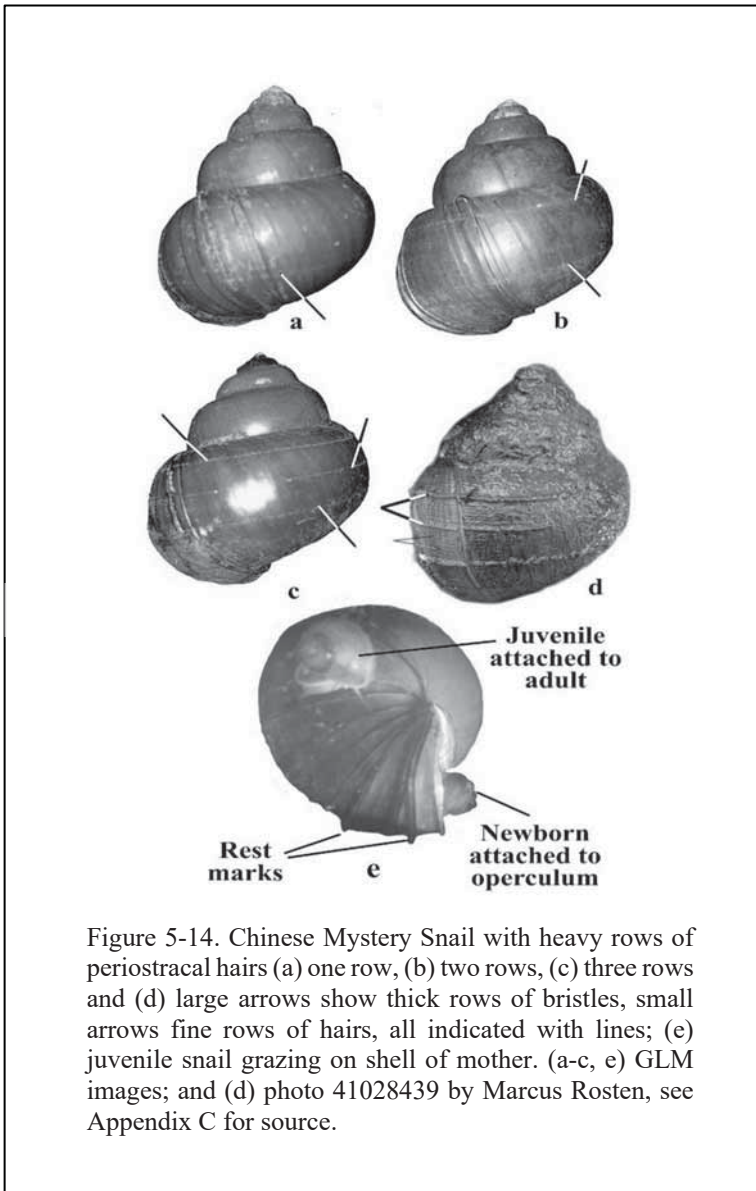 a
b
c
d
Juvenile
attached to
adult
Rest
marks
e
Newborn
attached to
operculum
Figure 5-14. Chinese Mystery Snail with heavy rows of
periostracal hairs (a) one row, (b) two rows, (c) three rows
and (d) large arrows show thick rows of bristles, small
arrows fine rows of hairs, all indicated with lines; (e)
juvenile snail grazing on shell of mother. (a-c, e) GLM
images; and (d) photo 41028439 by Marcus Rosten, see
Appendix C for source.